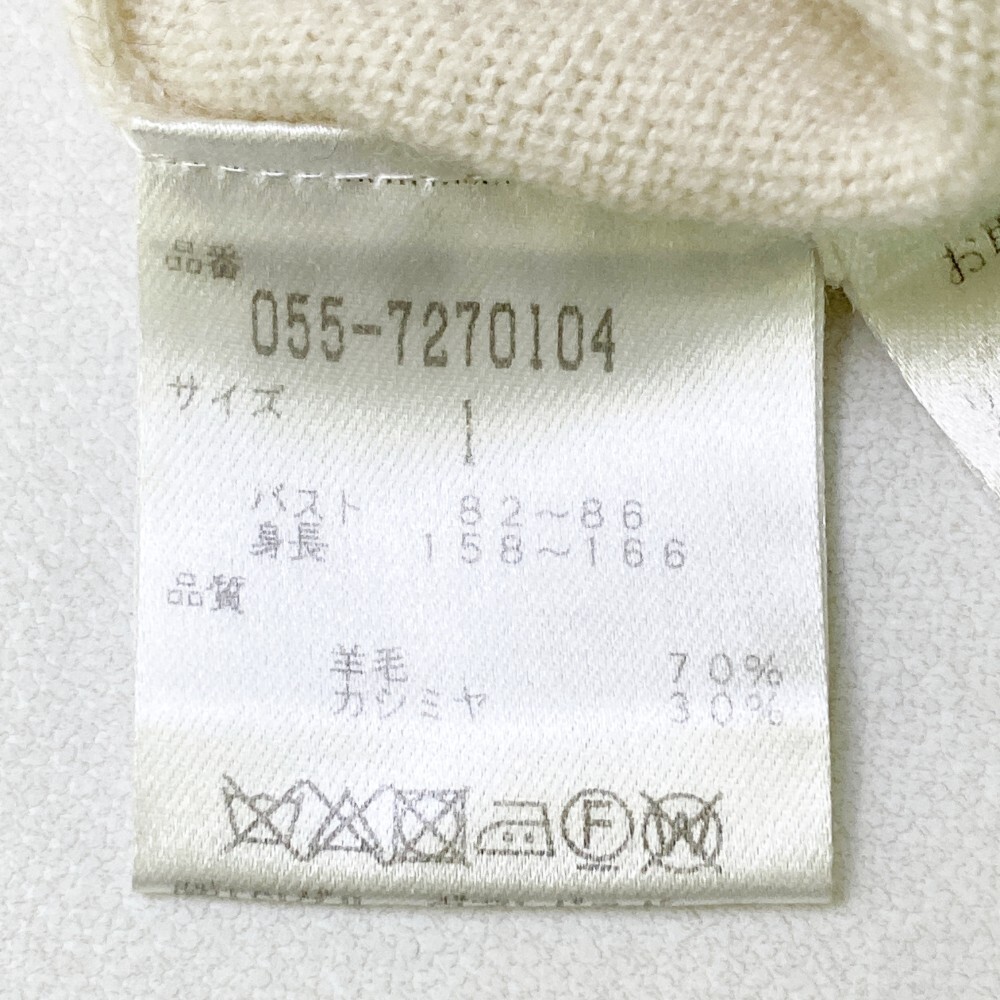 品番
055-7270104
サイズ
1
バスト 82~86
身長 158~166
品質
羊毛 70%
カシミヤ 30%
F W
お